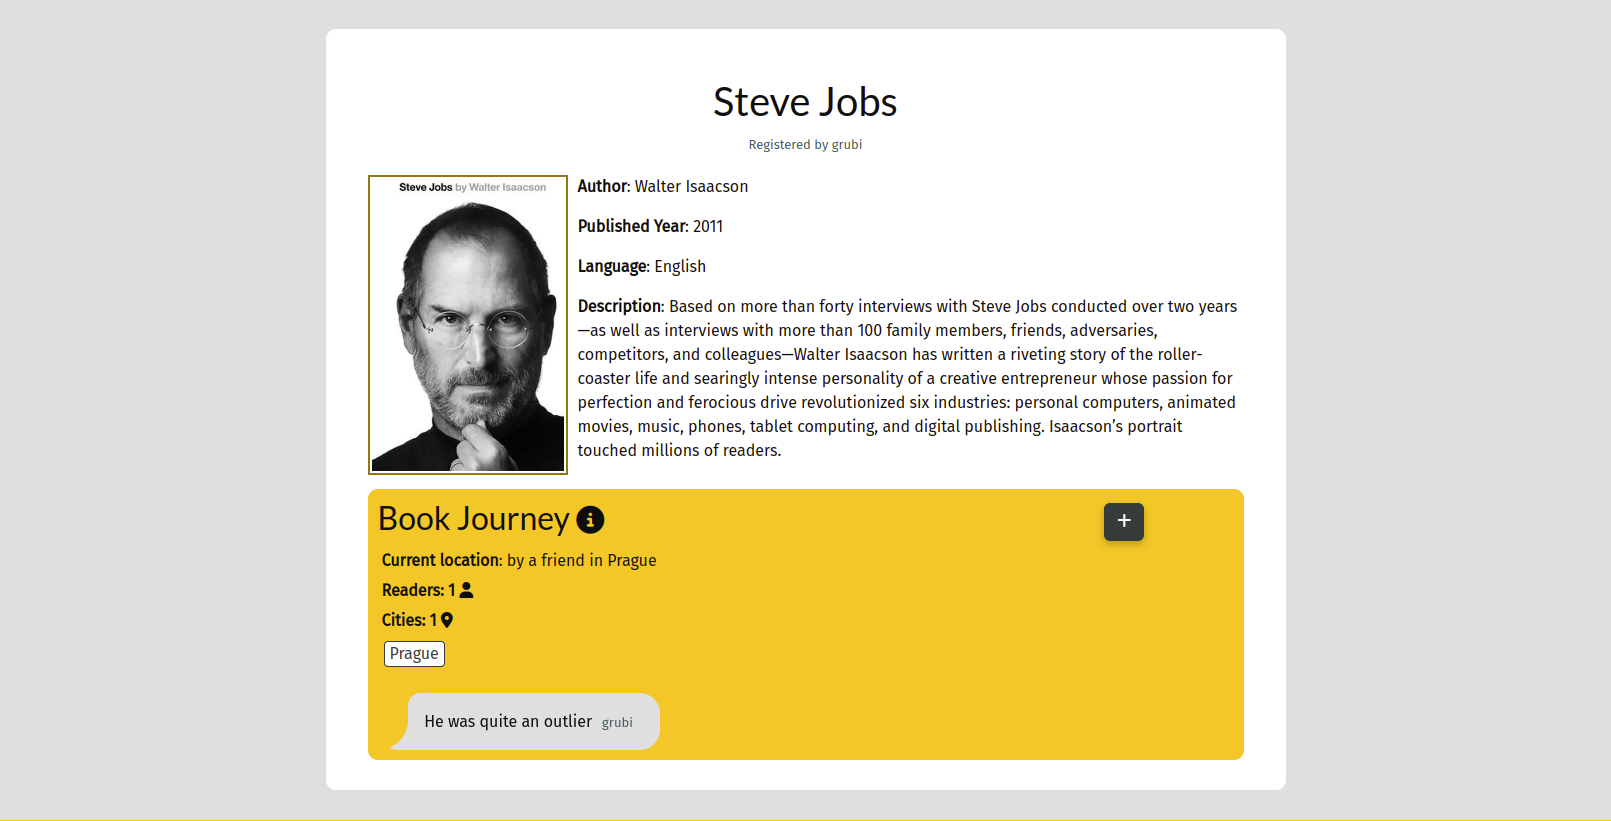 Steve Jobs
Registered by grubi
Steve Jobs by Walter Isaacson
Author: Walter Isaacson
Published Year: 2011
Language: English
Description: Based on more than forty interviews with Steve Jobs conducted over two years
—as well as interviews with more than 100 family members, friends, adversaries,
competitors, and colleagues—Walter Isaacson has written a riveting story of the roller-
coaster life and searingly intense personality of a creative entrepreneur whose passion for
perfection and ferocious drive revolutionized six industries: personal computers, animated
movies, music, phones, tablet computing, and digital publishing. Isaacson’s portrait
touched millions of readers.
Book Journey
+
Current location: by a friend in Prague
Readers: 1
Cities: 1
Prague
He was quite an outlier grubi